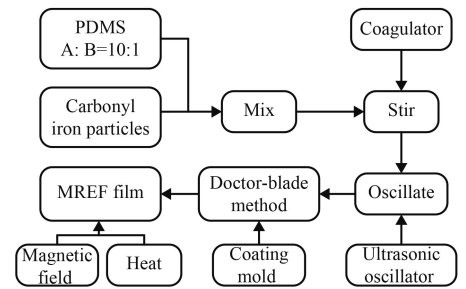 PDMS
A: B=10:1
Coagulator
Carbonyl
iron particles
Mix
Stir
MREF film
Doctor-blade
method
Oscillate
Magnetic
field
Heat
Coating
mold
Ultrasonic
oscillator